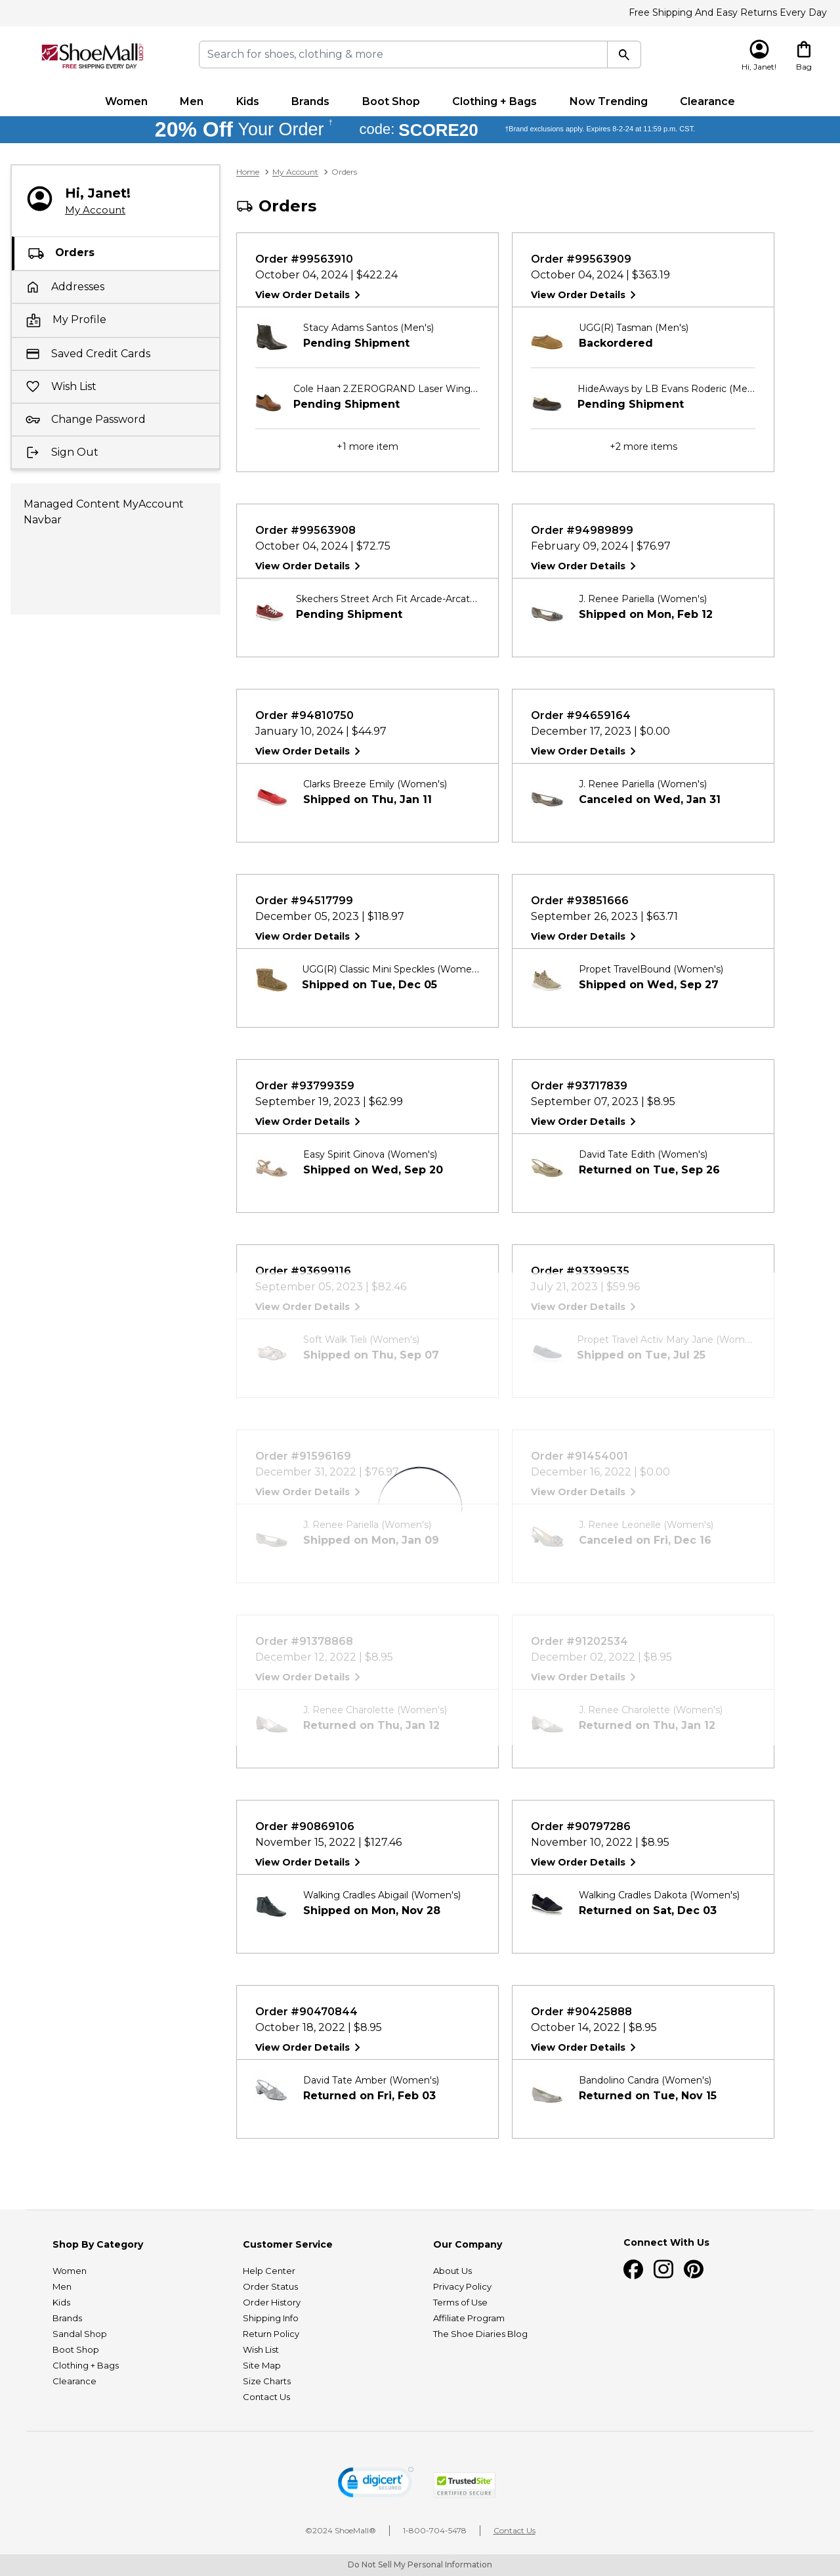 Free Shipping And Easy Returns Every Day
ShoeMall.com
FREE SHIPPING EVERY DAY
Search for shoes, clothing & more
Hi, Janet!
Bag
Women Men Kids Brands Boot Shop Clothing + Bags Now Trending Clearance
20% Off Your Order † code: SCORE20 †Brand exclusions apply. Expires 8-2-24 at 11:59 p.m. CST.
Hi, Janet!
My Account
Orders
Addresses
My Profile
Saved Credit Cards
Wish List
Change Password
Sign Out
Managed Content MyAccount
Navbar
Home > My Account > Orders
Orders
Order #99563910
October 04, 2024 | $422.24
View Order Details
Stacy Adams Santos (Men's)
Pending Shipment
Cole Haan 2.ZEROGRAND Laser Wing...
Pending Shipment
+1 more item
Order #99563909
October 04, 2024 | $363.19
View Order Details
UGG(R) Tasman (Men's)
Backordered
HideAways by LB Evans Roderic (Me...
Pending Shipment
+2 more items
Order #99563908
October 04, 2024 | $72.75
View Order Details
Skechers Street Arch Fit Arcade-Arcat...
Pending Shipment
Order #94989899
February 09, 2024 | $76.97
View Order Details
J. Renee Pariella (Women's)
Shipped on Mon, Feb 12
Order #94810750
January 10, 2024 | $44.97
View Order Details
Clarks Breeze Emily (Women's)
Shipped on Thu, Jan 11
Order #94659164
December 17, 2023 | $0.00
View Order Details
J. Renee Pariella (Women's)
Canceled on Wed, Jan 31
Order #94517799
December 05, 2023 | $118.97
View Order Details
UGG(R) Classic Mini Speckles (Wome...
Shipped on Tue, Dec 05
Order #93851666
September 26, 2023 | $63.71
View Order Details
Propet TravelBound (Women's)
Shipped on Wed, Sep 27
Order #93799359
September 19, 2023 | $62.99
View Order Details
Easy Spirit Ginova (Women's)
Shipped on Wed, Sep 20
Order #93717839
September 07, 2023 | $8.95
View Order Details
David Tate Edith (Women's)
Returned on Tue, Sep 26
Order #93699116
September 05, 2023 | $82.46
View Order Details
Soft Walk Tieli (Women's)
Shipped on Thu, Sep 07
Order #93399535
July 21, 2023 | $59.96
View Order Details
Propet Travel Activ Mary Jane (Wom...
Shipped on Tue, Jul 25
Order #91596169
December 31, 2022 | $76.97
View Order Details
J. Renee Pariella (Women's)
Shipped on Mon, Jan 09
Order #91454001
December 16, 2022 | $0.00
View Order Details
J. Renee Leonelle (Women's)
Canceled on Fri, Dec 16
Order #91378868
December 12, 2022 | $8.95
View Order Details
J. Renee Charolette (Women's)
Returned on Thu, Jan 12
Order #91202534
December 02, 2022 | $8.95
View Order Details
J. Renee Charolette (Women's)
Returned on Thu, Jan 12
Order #90869106
November 15, 2022 | $127.46
View Order Details
Walking Cradles Abigail (Women's)
Shipped on Mon, Nov 28
Order #90797286
November 10, 2022 | $8.95
View Order Details
Walking Cradles Dakota (Women's)
Returned on Sat, Dec 03
Order #90470844
October 18, 2022 | $8.95
View Order Details
David Tate Amber (Women's)
Returned on Fri, Feb 03
Order #90425888
October 14, 2022 | $8.95
View Order Details
Bandolino Candra (Women's)
Returned on Tue, Nov 15
Shop By Category
Women
Men
Kids
Brands
Sandal Shop
Boot Shop
Clothing + Bags
Clearance
Customer Service
Help Center
Order Status
Order History
Shipping Info
Return Policy
Wish List
Site Map
Size Charts
Contact Us
Our Company
About Us
Privacy Policy
Terms of Use
Affiliate Program
The Shoe Diaries Blog
Connect With Us
digicert
SECURED
TrustedSite
CERTIFIED SECURE
©2024 ShoeMall® | 1-800-704-5478 | Contact Us
Do Not Sell My Personal Information